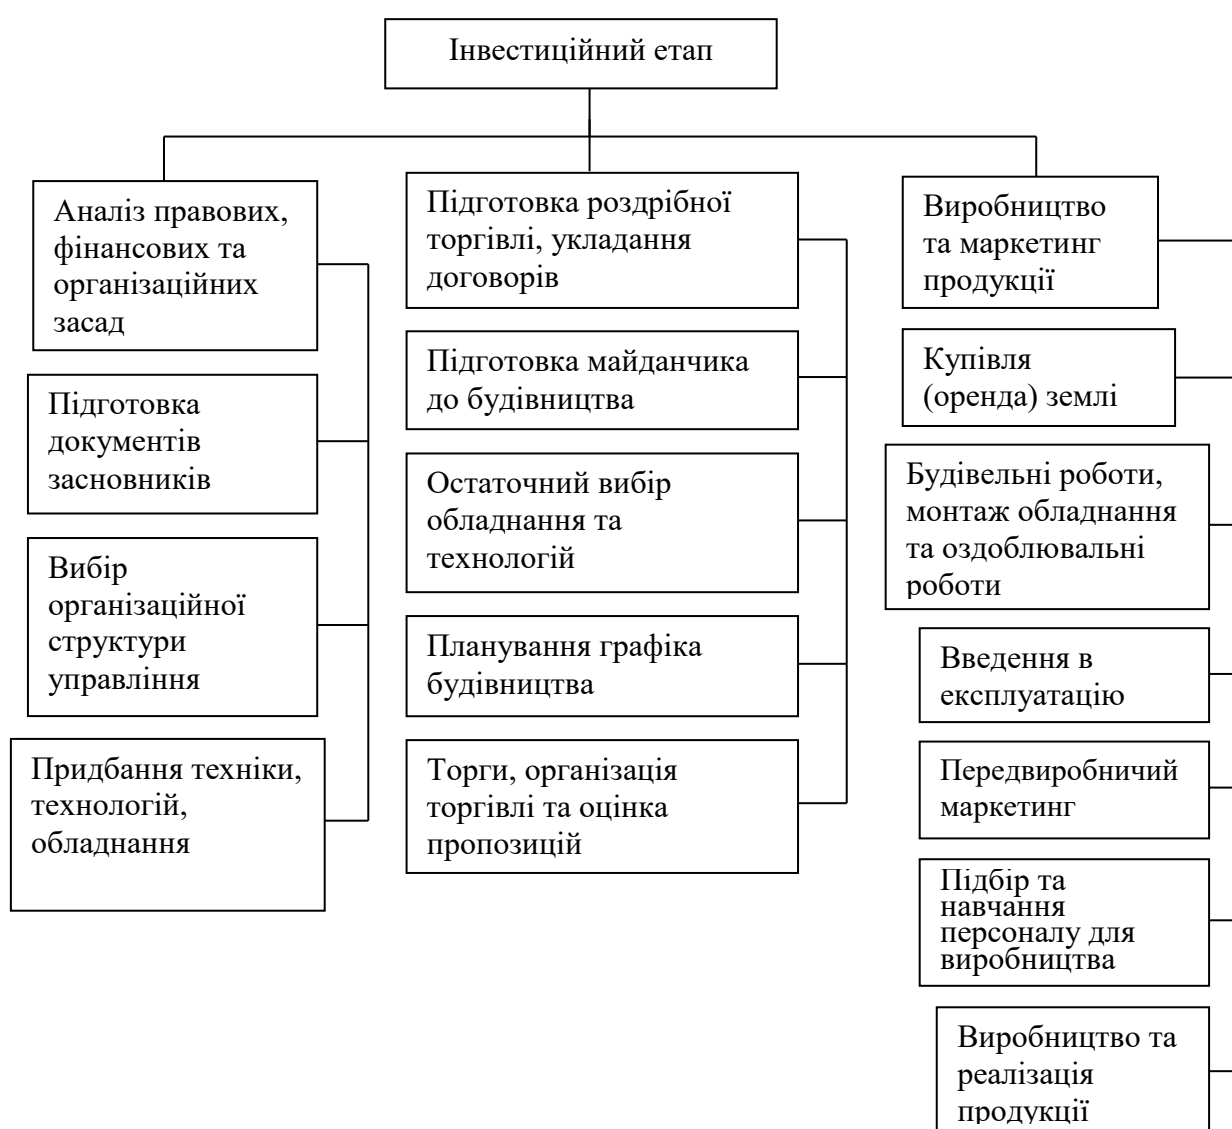 Інвестиційний етап
Аналіз правових,
фінансових та
організаційних
засад
Підготовка
документів
засновників
Вибір
організаційної
структури
управління
Придбання техніки,
технологій,
обладнання
Підготовка роздрібної
торгівлі, укладання
договорів
Підготовка майданчика
до будівництва
Остаточний вибір
обладнання та
технологій
Планування графіка
будівництва
Торги, організація
торгівлі та оцінка
пропозицій
Виробництво
та маркетинг
продукції
Купівля
(оренда) землі
Будівельні роботи,
монтаж обладнання
та оздоблювальні
роботи
Введення в
експлуатацію
Передвиробничий
маркетинг
Підбір та
навчання
персоналу для
виробництва
Виробництво та
реалізація
продукції